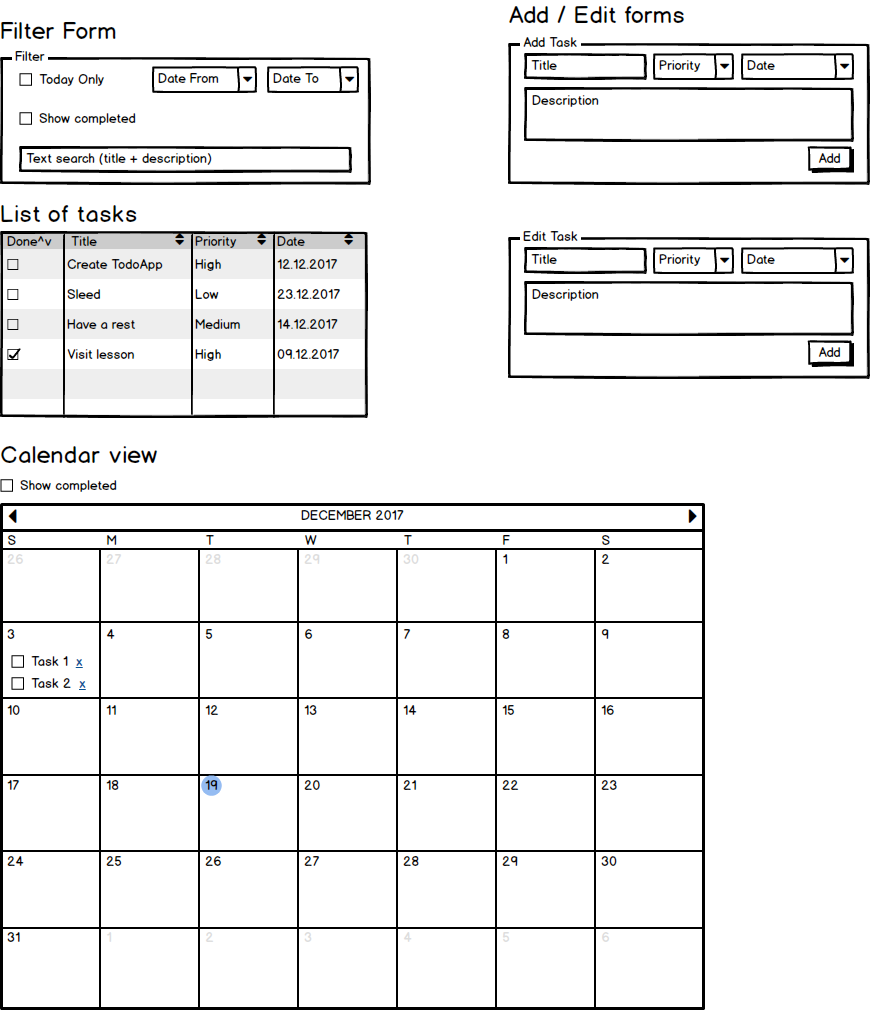 Filter Form
Filter
Today Only Date From Date To
Show completed
Text search (title + description)
Add / Edit forms
Add Task
Title Priority Date
Description
Add
List of tasks
Done^v Title Priority Date
Create TodoApp High 12.12.2017
Sleed Low 23.12.2017
Have a rest Medium 14.12.2017
Visit lesson High 09.12.2017
Edit Task
Title Priority Date
Description
Add
Calendar view
Show completed
DECEMBER 2017
S M T W T F S
26 27 28 29 30 1 2
3 4 5 6 7 8 9
Task 1 x
Task 2 x
10 11 12 13 14 15 16
17 18 19 20 21 22 23
24 25 26 27 28 29 30
31 1 2 3 4 5 6